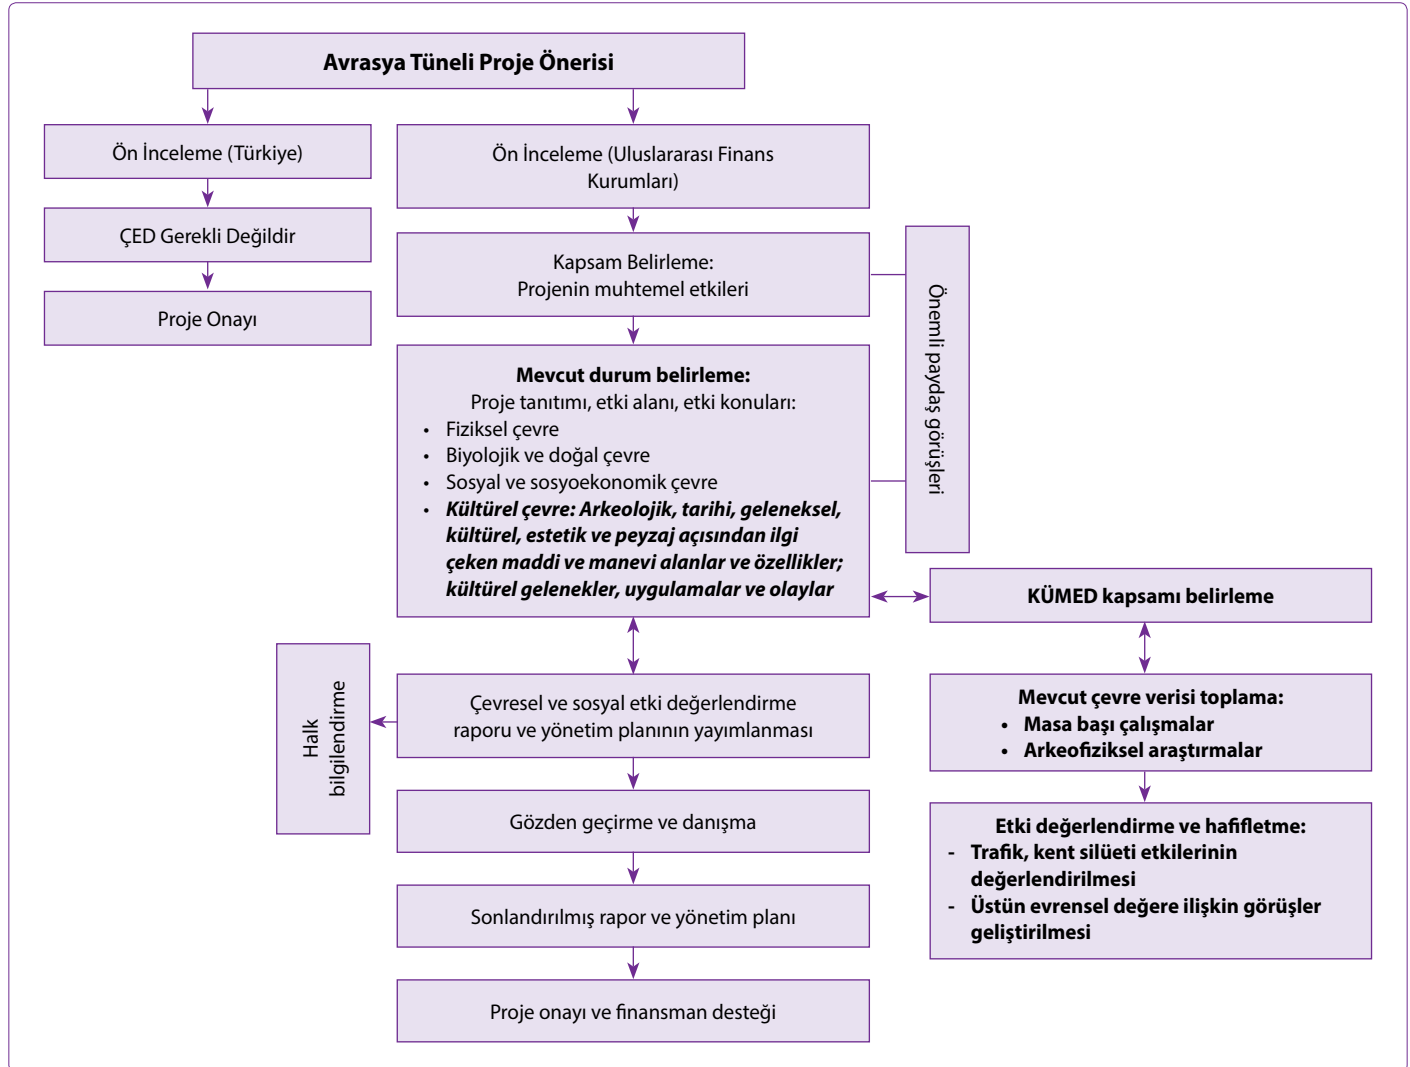 Avrasya Tüneli Proje Önerisi
Ön İnceleme (Türkiye)
ÇED Gerekli Değildir
Proje Onayı
Ön İnceleme (Uluslararası Finans
Kurumları)
Kapsam Belirleme:
Projenin muhtemel etkileri
Önemli paydaş görüşleri
Mevcut durum belirleme:
Proje tanıtımı, etki alanı, etki konuları:
• Fiziksel çevre
• Biyolojik ve doğal çevre
• Sosyal ve sosyoekonomik çevre
• Kültürel çevre: Arkeolojik, tarihi, geleneksel,
kültürel, estetik ve peyzaj açısından ilgi
çeken maddi ve manevi alanlar ve özellikler;
kültürel gelenekler, uygulamalar ve olaylar
KÜMED kapsamı belirleme
Mevcut çevre verisi toplama:
• Masa başı çalışmalar
• Arkeofiziksel araştırmalar
Etki değerlendirme ve hafifletme:
- Trafik, kent silüeti etkilerinin
değerlendirilmesi
- Üstün evrensel değere ilişkin görüşler
geliştirilmesi
Halk
bilgilendirme
Çevresel ve sosyal etki değerlendirme
raporu ve yönetim planının yayımlanması
Gözden geçirme ve danışma
Sonlandırılmış rapor ve yönetim planı
Proje onayı ve finansman desteği